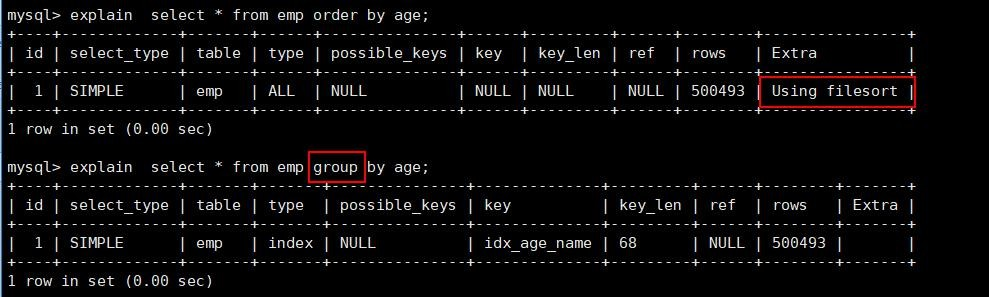 mysql> explain  select * from emp order by age;
+----+-------------+-------+------+---------------+------+---------+------+--------+----------------+
| id | select_type | table | type | possible_keys | key  | key_len | ref  | rows   | Extra          |
+----+-------------+-------+------+---------------+------+---------+------+--------+----------------+
|  1 | SIMPLE      | emp   | ALL  | NULL          | NULL | NULL    | NULL | 500493 | Using filesort |
+----+-------------+-------+------+---------------+------+---------+------+--------+----------------+
1 row in set (0.00 sec)
mysql> explain  select * from emp group by age;
+----+-------------+-------+-------+---------------+--------------+---------+------+--------+-------+
| id | select_type | table | type  | possible_keys | key          | key_len | ref  | rows   | Extra |
+----+-------------+-------+-------+---------------+--------------+---------+------+--------+-------+
|  1 | SIMPLE      | emp   | index | NULL          | idx_age_name | 68      | NULL | 500493 |       |
+----+-------------+-------+-------+---------------+--------------+---------+------+--------+-------+
1 row in set (0.00 sec)